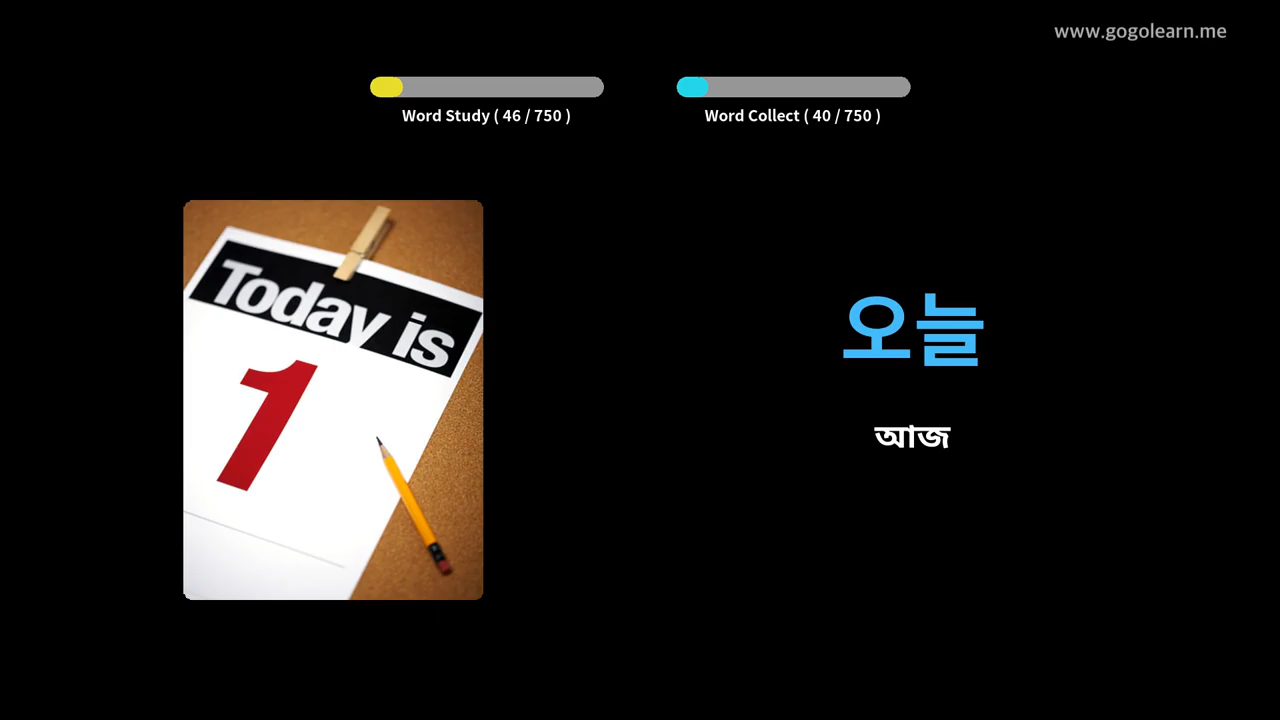 www.gogolearn.me
Word Study ( 46 / 750 )
Word Collect ( 40 / 750 )
Today is
1
오늘
আজ